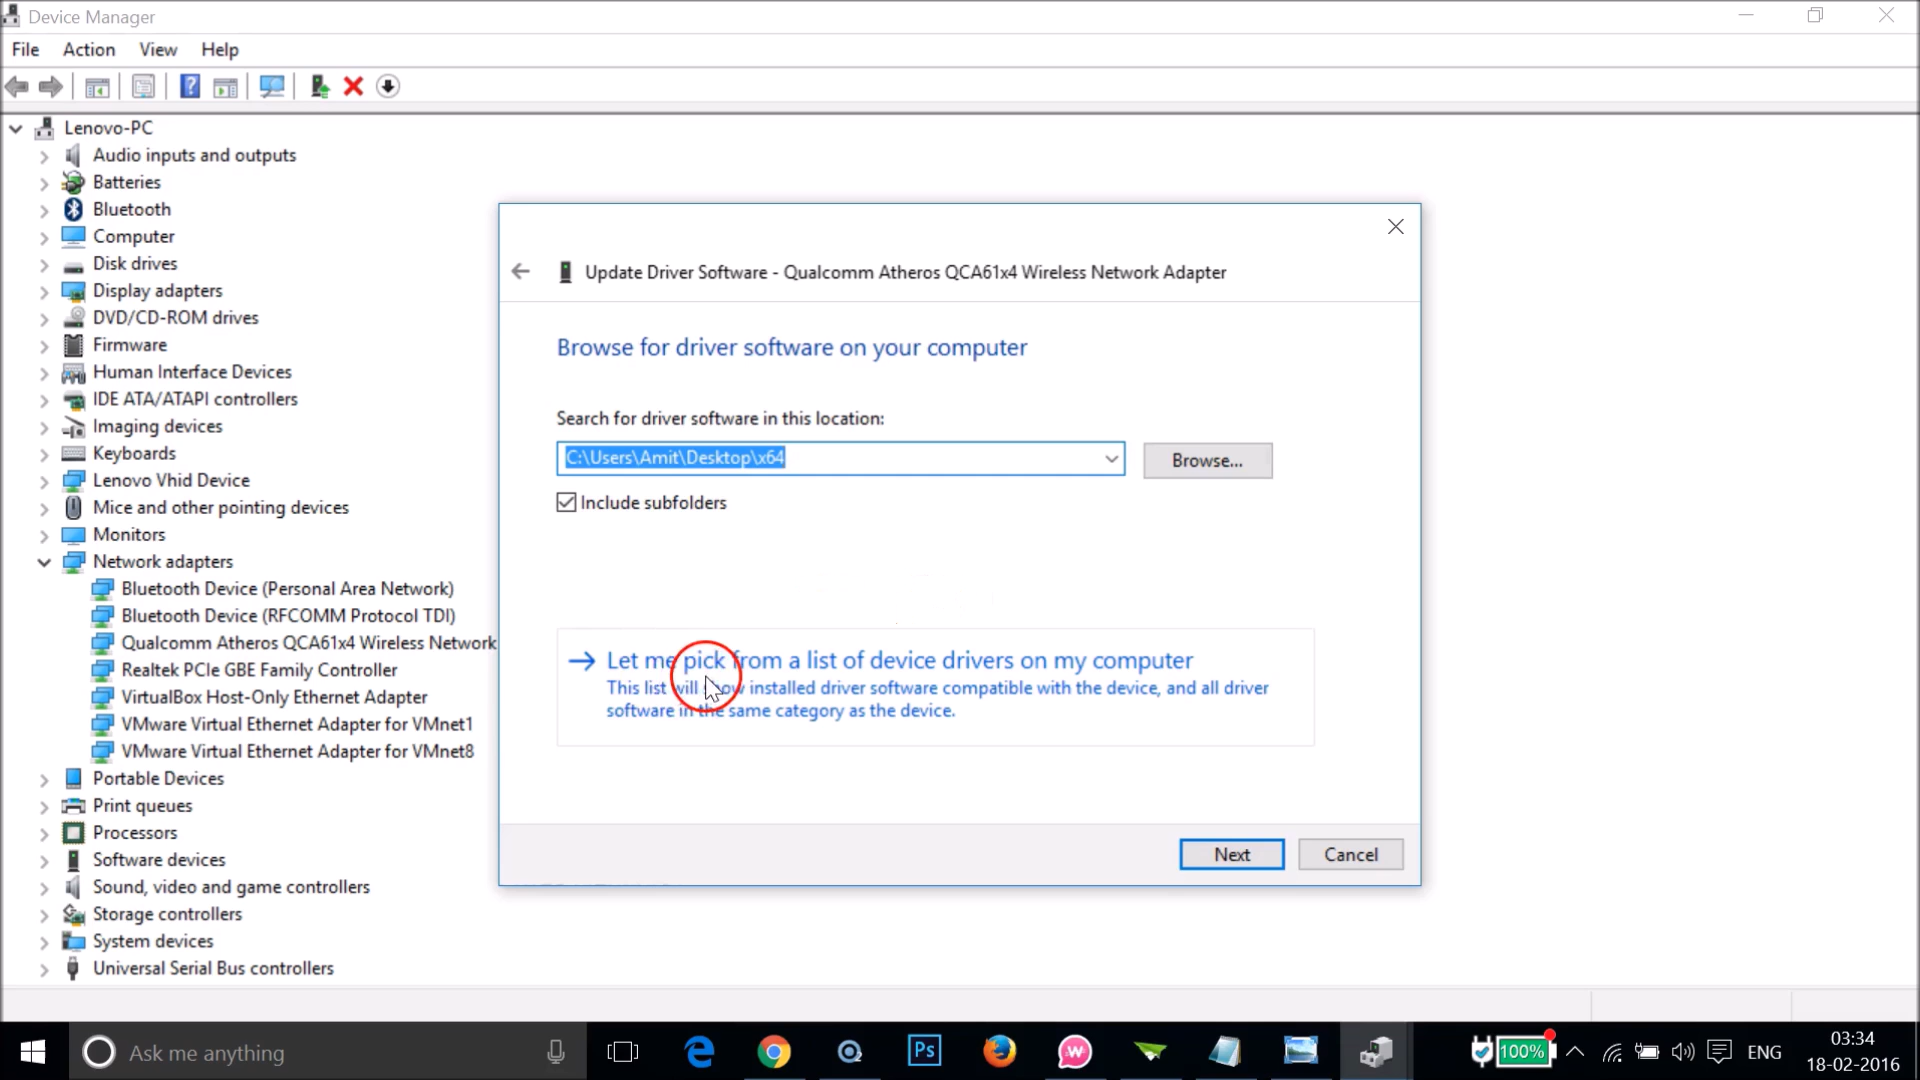 Device Manager
File Action View Help
Lenovo-PC
Audio inputs and outputs
Batteries
Bluetooth
Computer
Disk drives
Display adapters
DVD/CD-ROM drives
Firmware
Human Interface Devices
IDE ATA/ATAPI controllers
Imaging devices
Keyboards
Lenovo Vhid Device
Mice and other pointing devices
Monitors
Network adapters
Bluetooth Device (Personal Area Network)
Bluetooth Device (RFCOMM Protocol TDI)
Qualcomm Atheros QCA61x4 Wireless Network
Realtek PCIe GBE Family Controller
VirtualBox Host-Only Ethernet Adapter
VMware Virtual Ethernet Adapter for VMnet1
VMware Virtual Ethernet Adapter for VMnet8
Portable Devices
Print queues
Processors
Software devices
Sound, video and game controllers
Storage controllers
System devices
Universal Serial Bus controllers
Update Driver Software - Qualcomm Atheros QCA61x4 Wireless Network Adapter
Browse for driver software on your computer
Search for driver software in this location:
C:\Users\Amit\Desktop\x64
Browse...
Include subfolders
Let me pick from a list of device drivers on my computer
This list will show installed driver software compatible with the device, and all driver
software in the same category as the device.
Next Cancel
Ask me anything
Ps
100%
ENG
03:34
18-02-2016